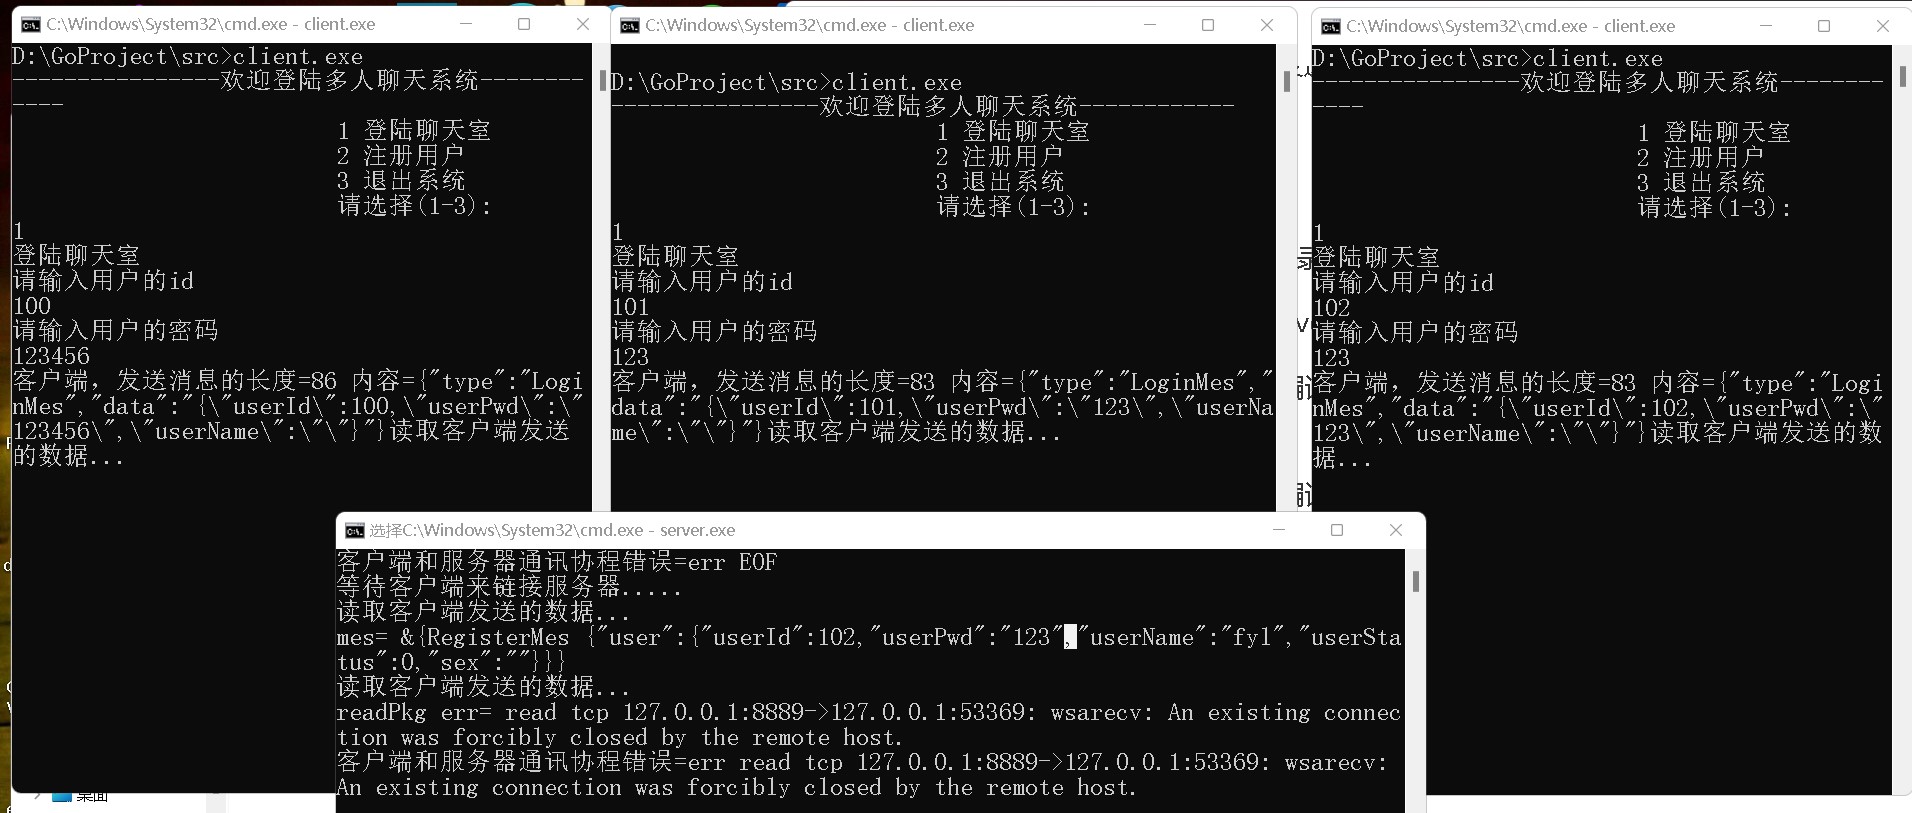 C:\Windows\System32\cmd.exe - client.exe
D:\GoProject\src>client.exe
----------------欢迎登陆多人聊天系统--------
----
1 登陆聊天室
2 注册用户
3 退出系统
请选择(1-3):
1
登陆聊天室
请输入用户的id
100
请输入用户的密码
123456
客户端，发送消息的长度=86 内容={"type":"Logi
nMes","data":"{\"userId\":100,\"userPwd\":\"
123456\",\"userName\":\"\"}"}读取客户端发送
的数据...
C:\Windows\System32\cmd.exe - client.exe
D:\GoProject\src>client.exe
----------------欢迎登陆多人聊天系统------------
1 登陆聊天室
2 注册用户
3 退出系统
请选择(1-3):
1
登陆聊天室
请输入用户的id
101
请输入用户的密码
123
客户端，发送消息的长度=83 内容={"type":"LoginMes","
data":"{\"userId\":101,\"userPwd\":\"123\",\"userNa
me\":\"\"}"}读取客户端发送的数据...
C:\Windows\System32\cmd.exe - client.exe
D:\GoProject\src>client.exe
----------------欢迎登陆多人聊天系统--------
----
1 登陆聊天室
2 注册用户
3 退出系统
请选择(1-3):
1
登陆聊天室
请输入用户的id
102
请输入用户的密码
123
客户端，发送消息的长度=83 内容={"type":"Logi
nMes","data":"{\"userId\":102,\"userPwd\":\"
123\",\"userName\":\"\"}"}读取客户端发送的数
据...
选择C:\Windows\System32\cmd.exe - server.exe
客户端和服务器通讯协程错误=err EOF
等待客户端来链接服务器.....
读取客户端发送的数据...
mes= &{RegisterMes {"user":{"userId":102,"userPwd":"123","userName":"fyl","userSta
tus":0,"sex":""}}}
读取客户端发送的数据...
readPkg err= read tcp 127.0.0.1:8889->127.0.0.1:53369: wsarecv: An existing connec
tion was forcibly closed by the remote host.
客户端和服务器通讯协程错误=err read tcp 127.0.0.1:8889->127.0.0.1:53369: wsarecv:
An existing connection was forcibly closed by the remote host.
桌面